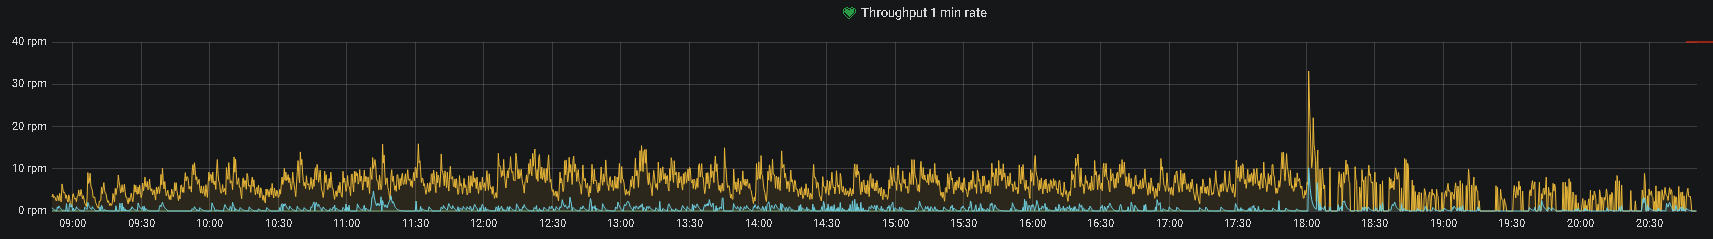 Throughput 1 min rate
40 rpm
30 rpm
20 rpm
10 rpm
0 rpm
09:00 09:30 10:00 10:30 11:00 11:30 12:00 12:30 13:00 13:30 14:00 14:30 15:00 15:30 16:00 16:30 17:00 17:30 18:00 18:30 19:00 19:30 20:00 20:30